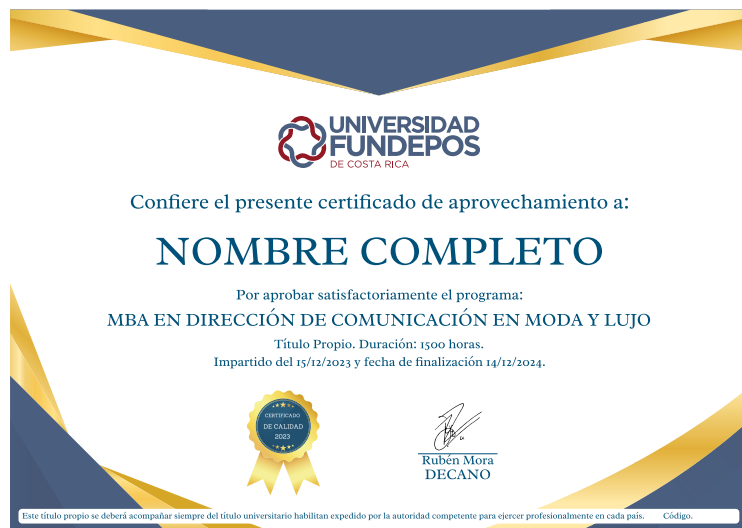 UNIVERSIDAD
FUNDEPOS
DE COSTA RICA
Confiere el presente certificado de aprovechamiento a:
NOMBRE COMPLETO
Por aprobar satisfactoriamente el programa:
MBA EN DIRECCIÓN DE COMUNICACIÓN EN MODA Y LUJO
Título Propio. Duración: 1500 horas.
Impartido del 15/12/2023 y fecha de finalización 14/12/2024.
CERTIFICADO
DE CALIDAD
2023
Rubén Mora
DECANO
Este título propio se deberá acompañar siempre del título universitario habilitan expedido por la autoridad competente para ejercer profesionalmente en cada país. Código.